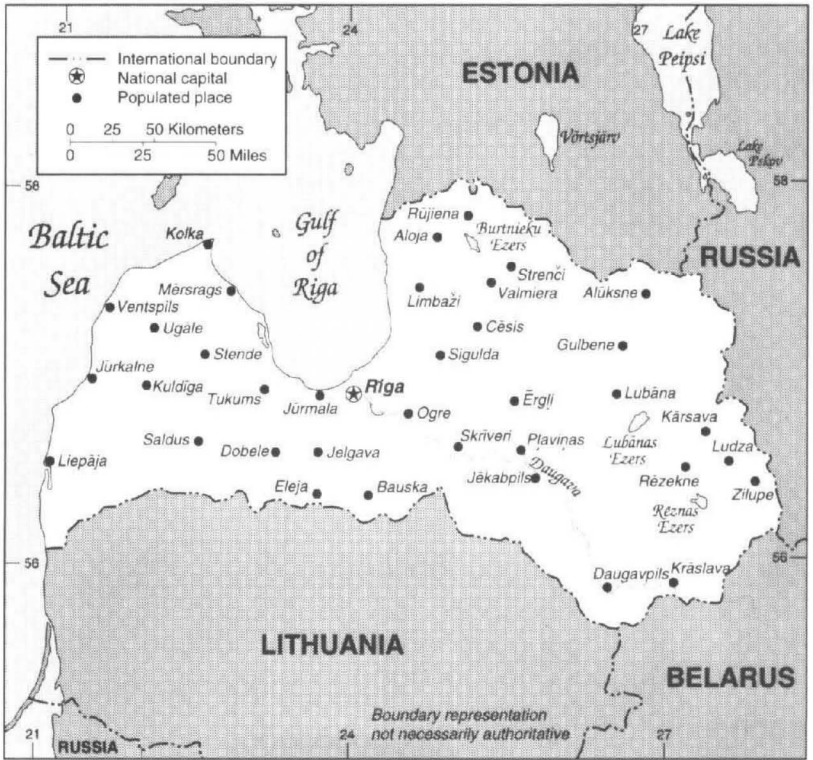 21
24
27
International boundary
National capital
Populated place
0 25 50 Kilometers
0 25 50 Miles
Lake
Peipsi
ESTONIA
Võrtsjärv
Lake
Pskov
58
58
Baltic
Sea
Gulf
of
Riga
Kolka
Rūjiena
Aloja
Burtnieku
Ezers
RUSSIA
Mērsrags
Ventspils
Ugāle
Stende
Limbaži
Strenči
Valmiera
Alūksne
Cēsis
Sigulda
Gulbene
Jūrkalne
Kuldīga
Tukums
Jūrmala
Rīga
Ogre
Ērgļi
Lubāna
Kārsava
Saldus
Dobele
Jelgava
Skrīveri
Pļaviņas
Lubānas
Ezers
Ludza
Liepāja
Jēkabpils
Daugava
Rēzekne
Zilupe
Eleja
Bauska
Rēznas
Ezers
56
56
Daugavpils
Krāslava
LITHUANIA
BELARUS
Boundary representation
not necessarily authoritative
RUSSIA
21
24
27